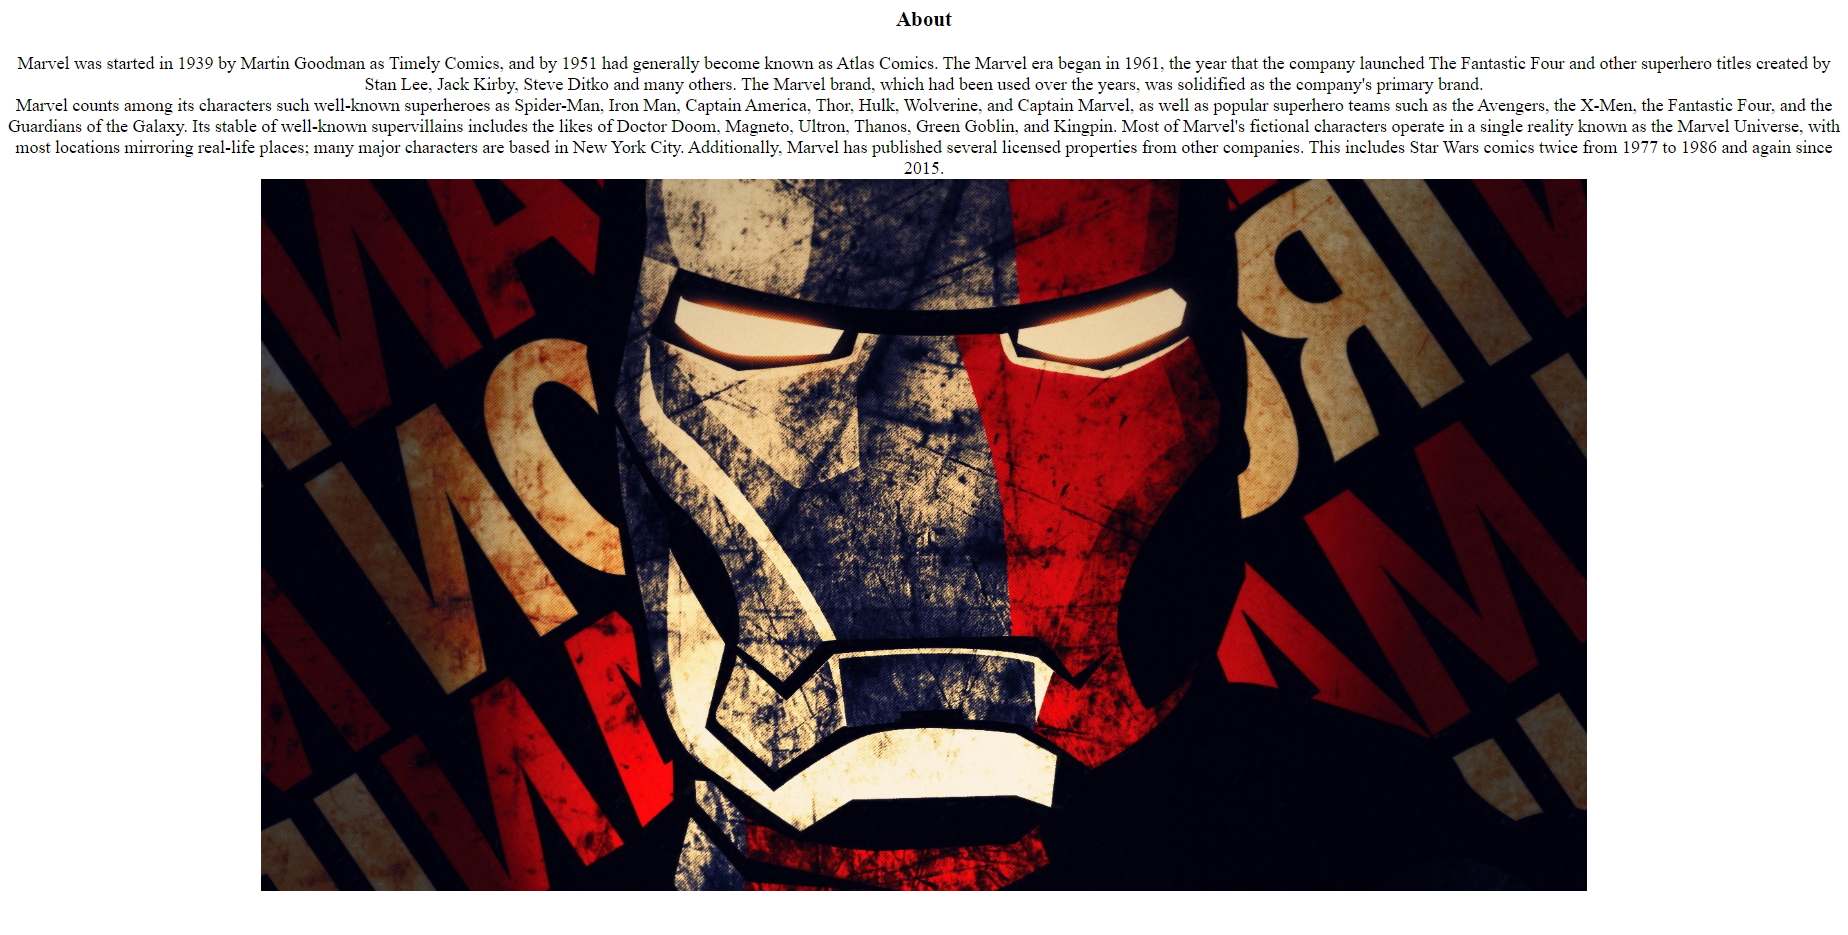 About
Marvel was started in 1939 by Martin Goodman as Timely Comics, and by 1951 had generally become known as Atlas Comics. The Marvel era began in 1961, the year that the company launched The Fantastic Four and other superhero titles created by
Stan Lee, Jack Kirby, Steve Ditko and many others. The Marvel brand, which had been used over the years, was solidified as the company's primary brand.
Marvel counts among its characters such well-known superheroes as Spider-Man, Iron Man, Captain America, Thor, Hulk, Wolverine, and Captain Marvel, as well as popular superhero teams such as the Avengers, the X-Men, the Fantastic Four, and the
Guardians of the Galaxy. Its stable of well-known supervillains includes the likes of Doctor Doom, Magneto, Ultron, Thanos, Green Goblin, and Kingpin. Most of Marvel's fictional characters operate in a single reality known as the Marvel Universe, with
most locations mirroring real-life places; many major characters are based in New York City. Additionally, Marvel has published several licensed properties from other companies. This includes Star Wars comics twice from 1977 to 1986 and again since
2015.